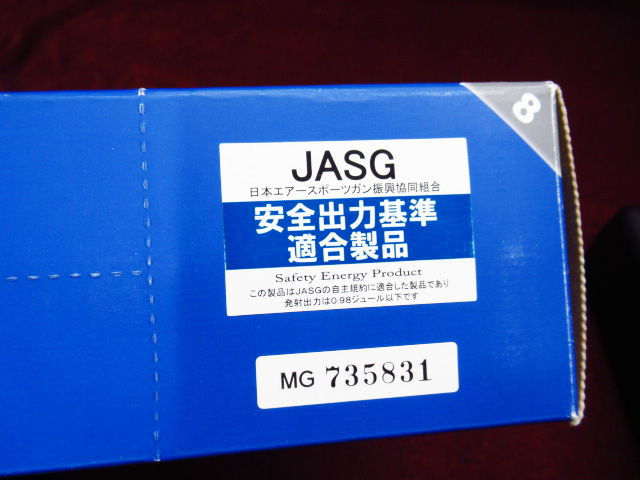 8
JASG
日本エアースポーツガン振興協同組合
安全出力基準
適合製品
Safety Energy Product
この製品はJASGの自主規約に適合した製品であり
発射出力は0.98ジュール以下です
MG 735831